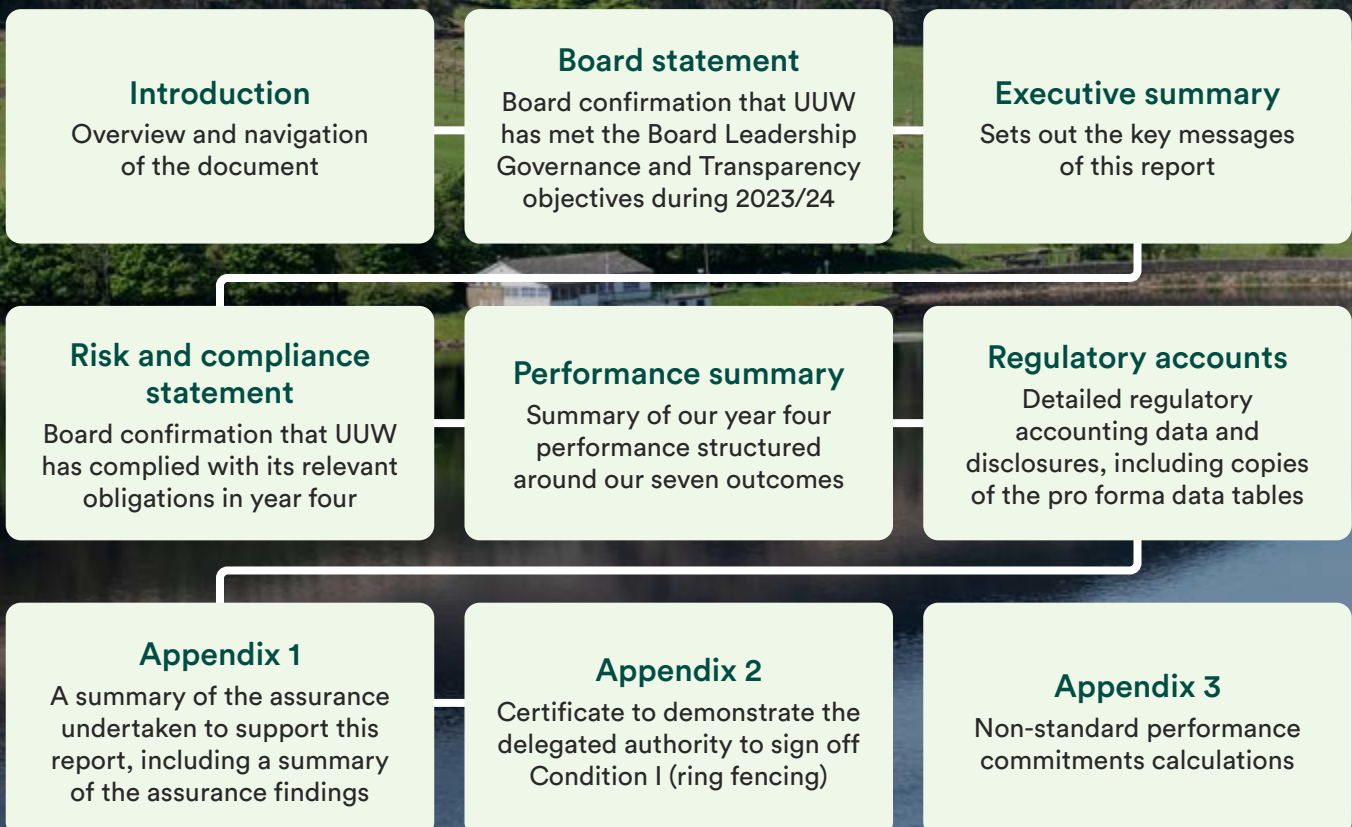 Introduction
Overview and navigation
of the document
Board statement
Board confirmation that UUW
has met the Board Leadership
Governance and Transparency
objectives during 2023/24
Executive summary
Sets out the key messages
of this report
Risk and compliance
statement
Board confirmation that UUW
has complied with its relevant
obligations in year four
Performance summary
Summary of our year four
performance structured
around our seven outcomes
Regulatory accounts
Detailed regulatory
accounting data and
disclosures, including copies
of the pro forma data tables
Appendix 1
A summary of the assurance
undertaken to support this
report, including a summary
of the assurance findings
Appendix 2
Certificate to demonstrate the
delegated authority to sign off
Condition I (ring fencing)
Appendix 3
Non-standard performance
commitments calculations